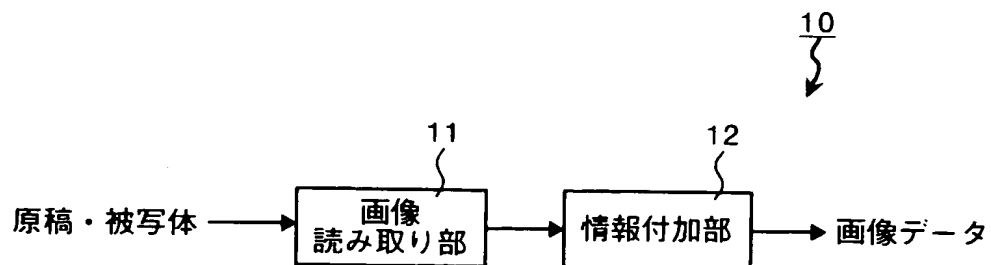 10
11
12
原稿・被写体
画像
読み取り部
情報付加部
画像データ